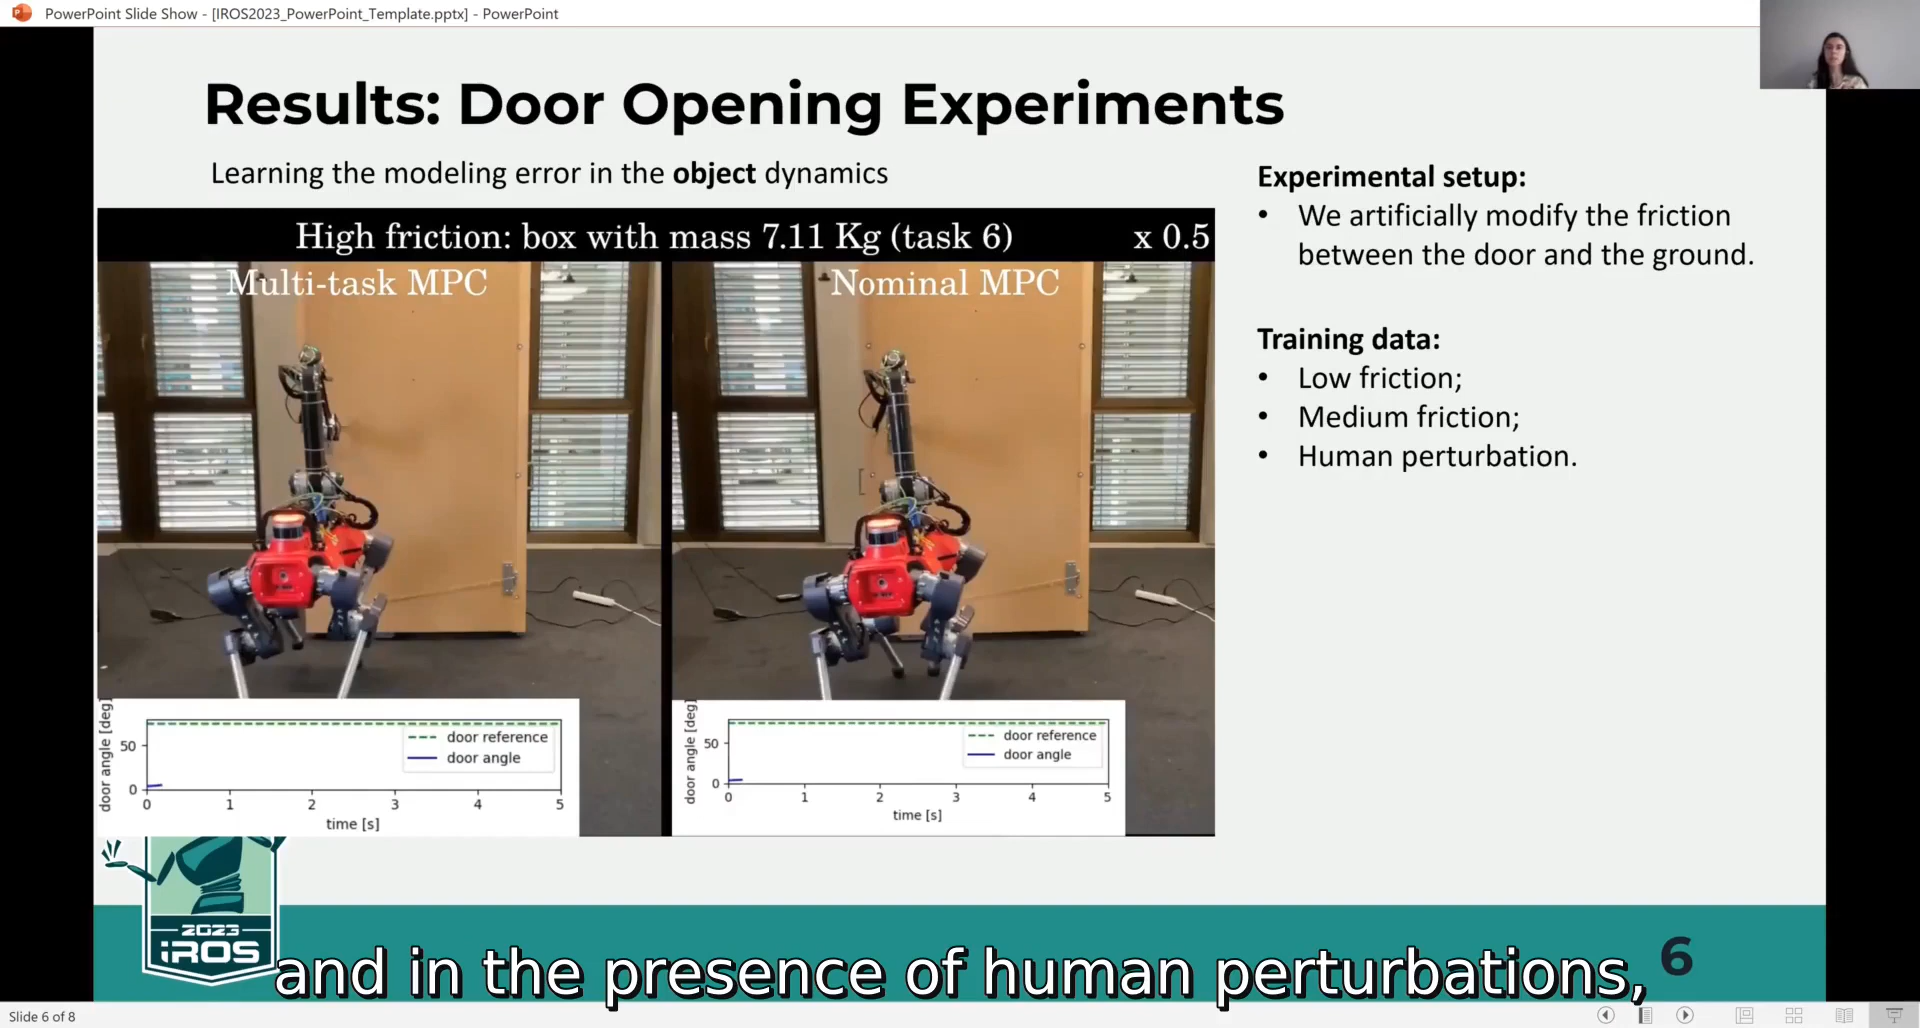 PowerPoint Slide Show - [IROS2023_PowerPoint_Template.pptx] - PowerPoint
Results: Door Opening Experiments
Learning the modeling error in the object dynamics
High friction: box with mass 7.11 Kg (task 6)
x 0.5
Multi-task MPC
Nominal MPC
door angle [deg]
50
0
door reference
door angle
0 1 2 3 4 5
time [s]
door angle [deg]
50
0
door reference
door angle
0 1 2 3 4 5
time [s]
Experimental setup:
• We artificially modify the friction
between the door and the ground.
Training data:
• Low friction;
• Medium friction;
• Human perturbation.
2023
iROS
and in the presence of human perturbations,
6
Slide 6 of 8